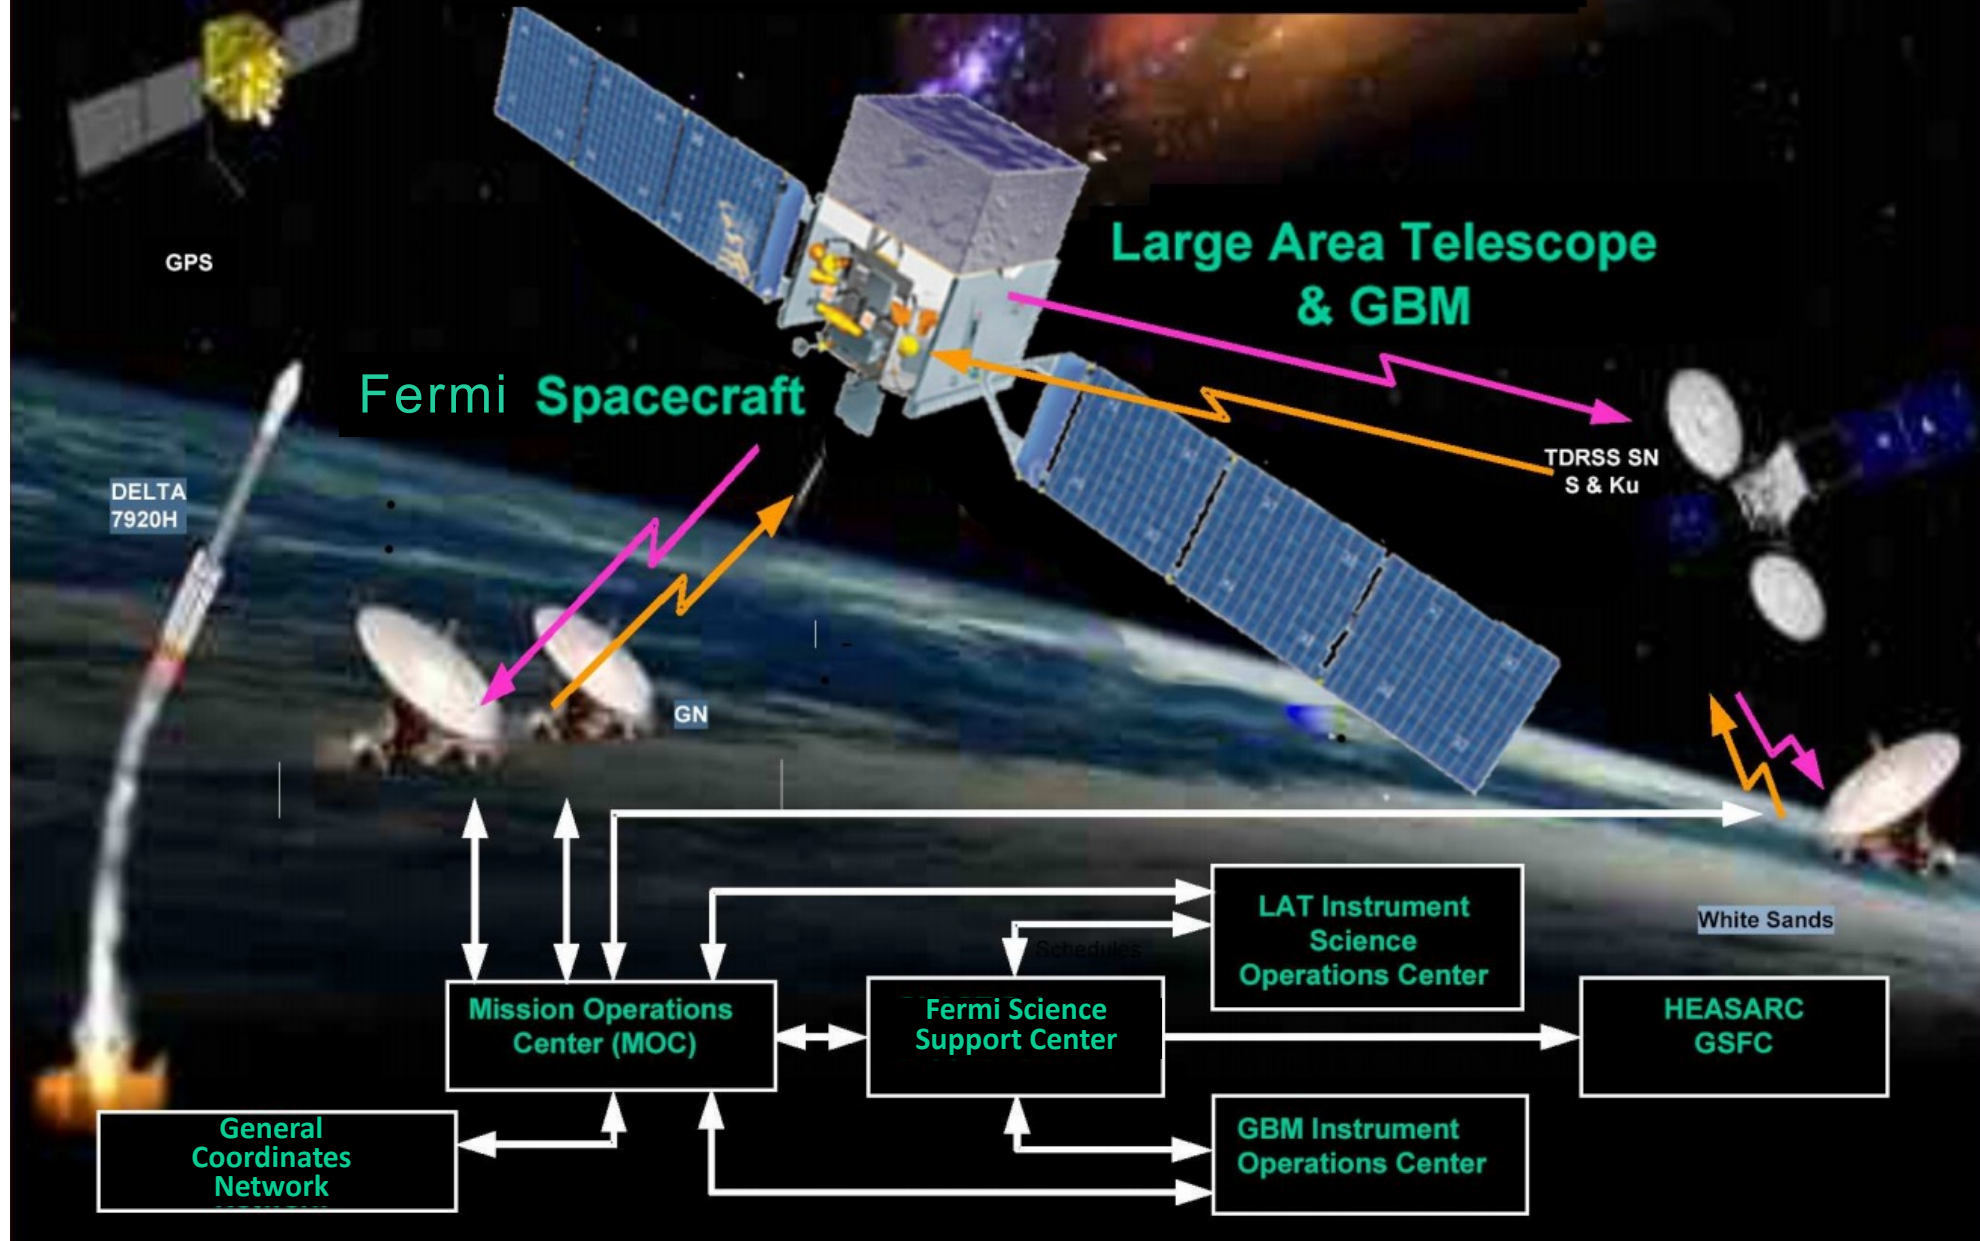 GPS
Large Area Telescope
& GBM
Fermi Spacecraft
TDRSS SN
S & Ku
DELTA
7920H
GN
White Sands
LAT Instrument
Science
Operations Center
Schedules
Mission Operations
Center (MOC)
Fermi Science
Support Center
HEASARC
GSFC
General
Coordinates
Network
GBM Instrument
Operations Center